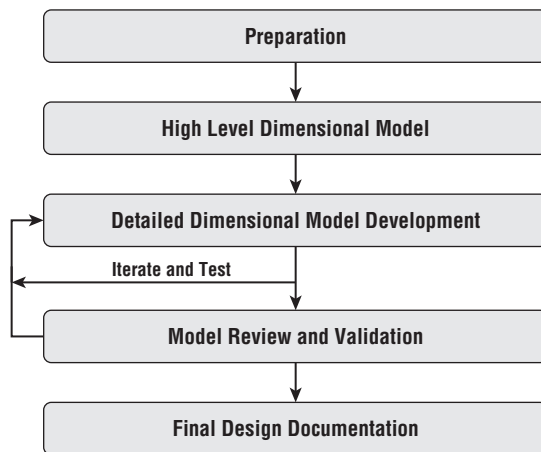 Preparation
High Level Dimensional Model
Detailed Dimensional Model Development
Iterate and Test
Model Review and Validation
Final Design Documentation